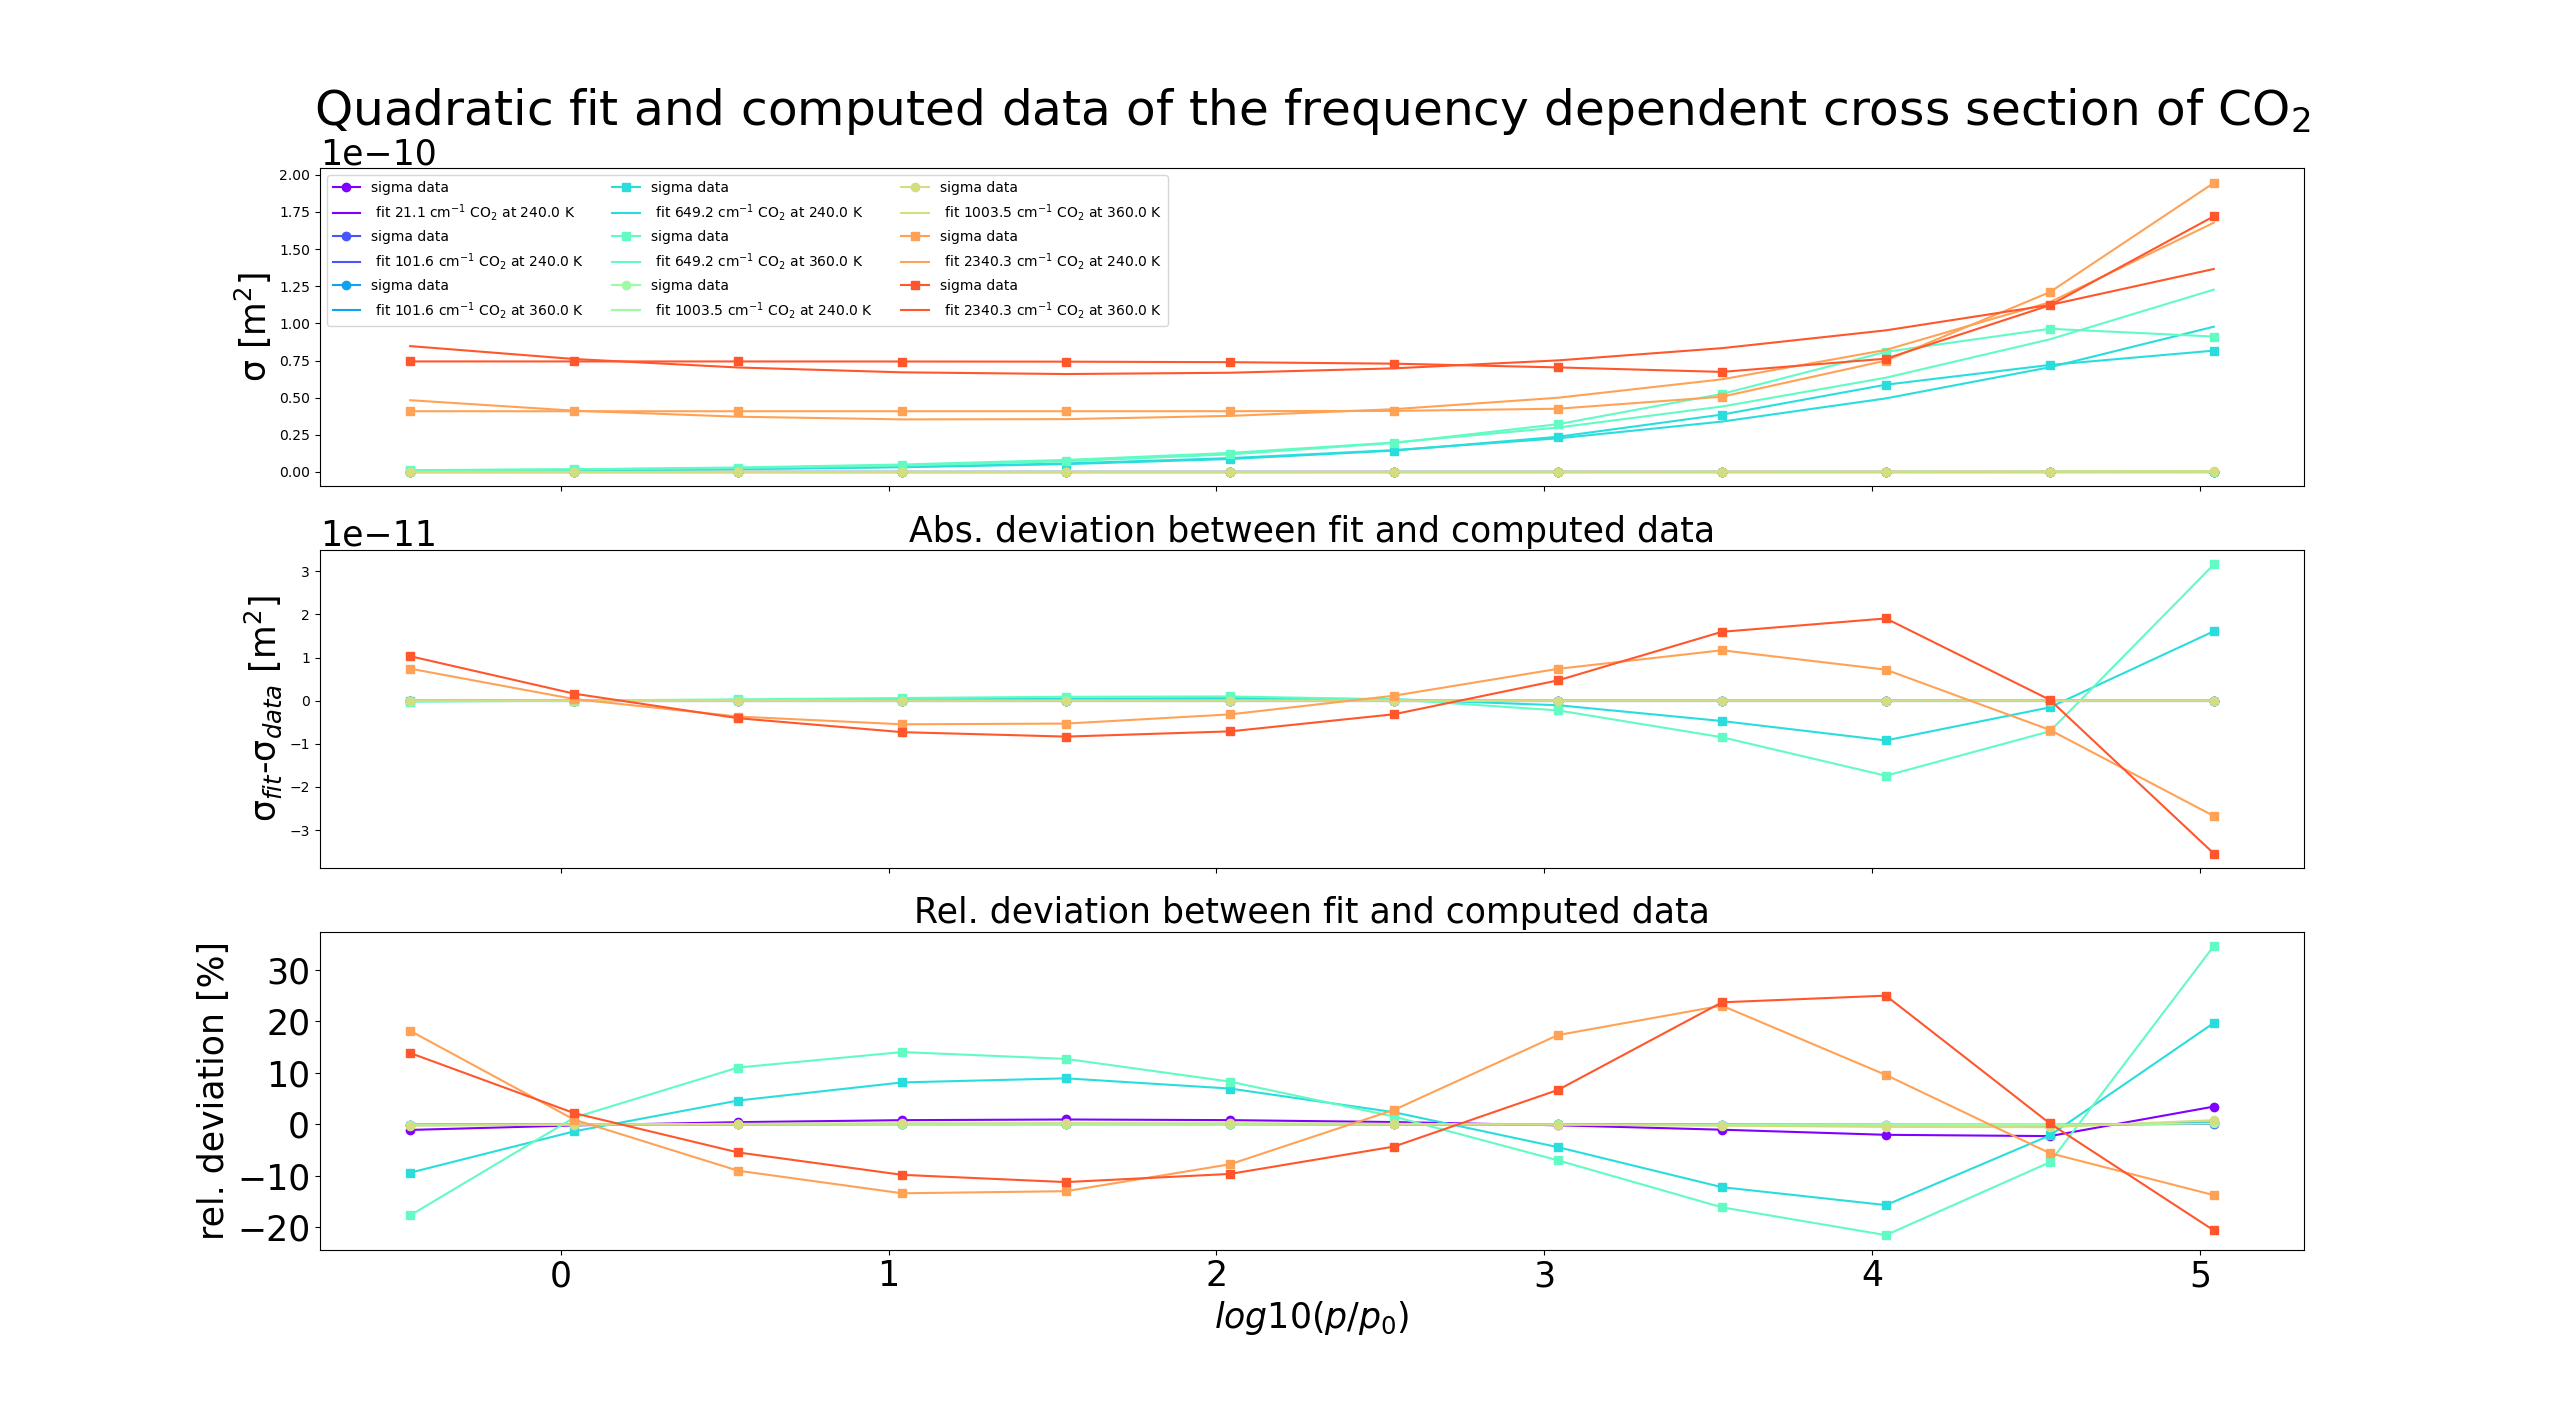 Quadratic fit and computed data of the frequency dependent cross section of CO₂
1e−10
σ [m²]
2.00
1.75
1.50
1.25
1.00
0.75
0.50
0.25
0.00
sigma data
fit 21.1 cm⁻¹ CO₂ at 240.0 K
sigma data
fit 101.6 cm⁻¹ CO₂ at 240.0 K
sigma data
fit 101.6 cm⁻¹ CO₂ at 360.0 K
sigma data
fit 649.2 cm⁻¹ CO₂ at 240.0 K
sigma data
fit 649.2 cm⁻¹ CO₂ at 360.0 K
sigma data
fit 1003.5 cm⁻¹ CO₂ at 240.0 K
sigma data
fit 1003.5 cm⁻¹ CO₂ at 360.0 K
sigma data
fit 2340.3 cm⁻¹ CO₂ at 240.0 K
sigma data
fit 2340.3 cm⁻¹ CO₂ at 360.0 K
Abs. deviation between fit and computed data
1e−11
σ_fit-σ_data [m²]
3
2
1
0
−1
−2
−3
Rel. deviation between fit and computed data
rel. deviation [%]
30
20
10
0
−10
−20
0 1 2 3 4 5
log10(p/p₀)